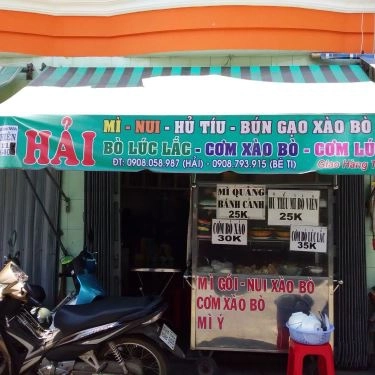 HẢI
MÌ - NUI - HỦ TÍU - BÚN GẠO XÀO BÒ
BÒ LÚC LẮC - CƠM XÀO BÒ - CƠM LÚ
ĐT: 0908.058.987 (HẢI) - 0908.793.915 (BÉ TI)
Giao Hàng T
MÌ QUẢNG
BÁNH CANH
25K
HỦ TIẾU MÌ BÒ VIÊN
25K
CƠM BÒ XÀO
30K
CƠM BÒ LÚC LẮC
35K
MÌ GÓI - NUI XÀO BÒ
CƠM XÀO BÒ
MÌ Ý